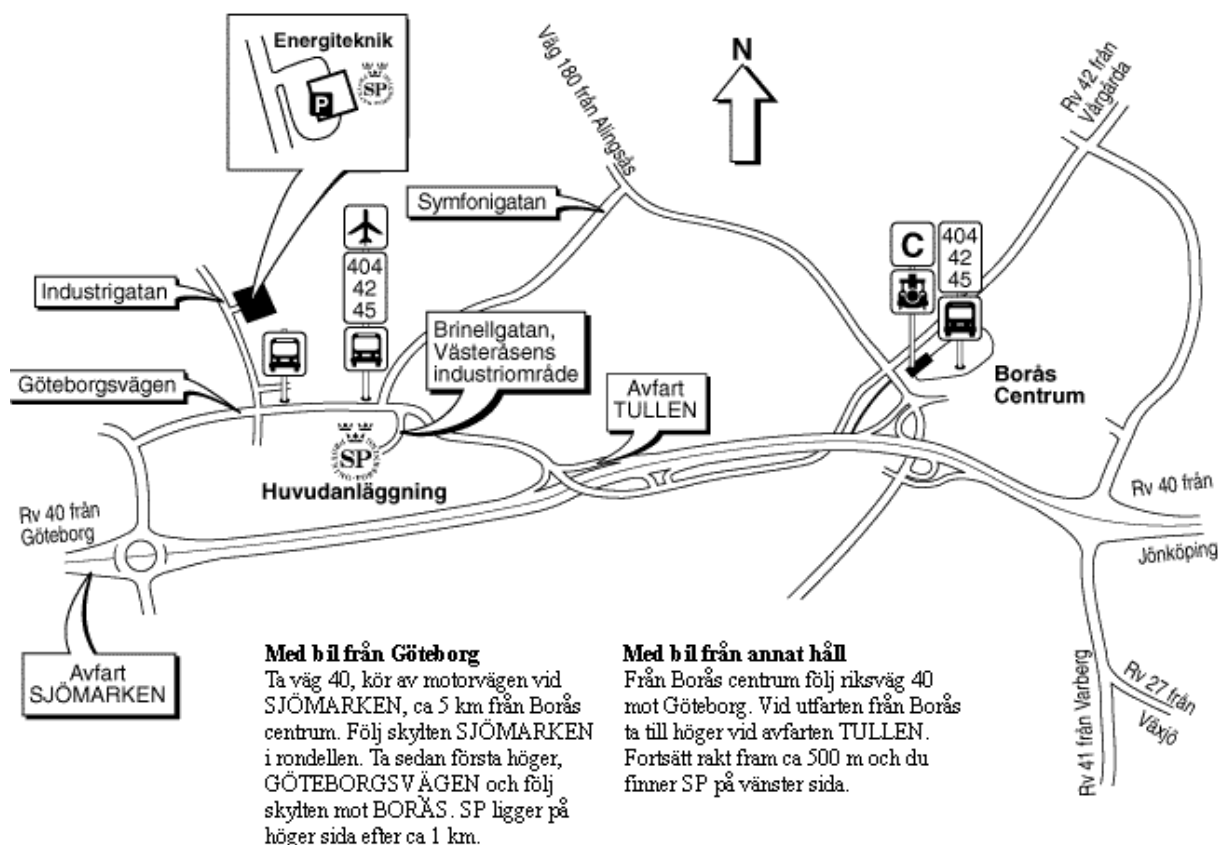 Energiteknik
P
SP
Väg 180 från Alingsås
N
Rv 42 från
Vårgårda
Symfonigatan
404
42
45
C
404
42
45
Industrigatan
Brinellgatan,
Västeråsens
industriområde
Göteborgsvägen
Avfart
TULLEN
Borås
Centrum
SP
Huvudanläggning
Rv 40 från
Göteborg
Rv 40 från
Jönköping
Avfart
SJÖMARKEN
Rv 41 från Varberg
Rv 27 från
Växjö
Med bil från Göteborg
Ta väg 40, kör av motorvägen vid
SJÖMARKEN, ca 5 km från Borås
centrum. Följ skylten SJÖMARKEN
i rondellen. Ta sedan första höger,
GÖTEBORGSVÄGEN och följ
skylten mot BORÅS. SP ligger på
höger sida efter ca 1 km.
Med bil från annat håll
Från Borås centrum följ riksväg 40
mot Göteborg. Vid utfarten från Borås
ta till höger vid avfarten TULLEN.
Fortsätt rakt fram ca 500 m och du
finner SP på vänster sida.